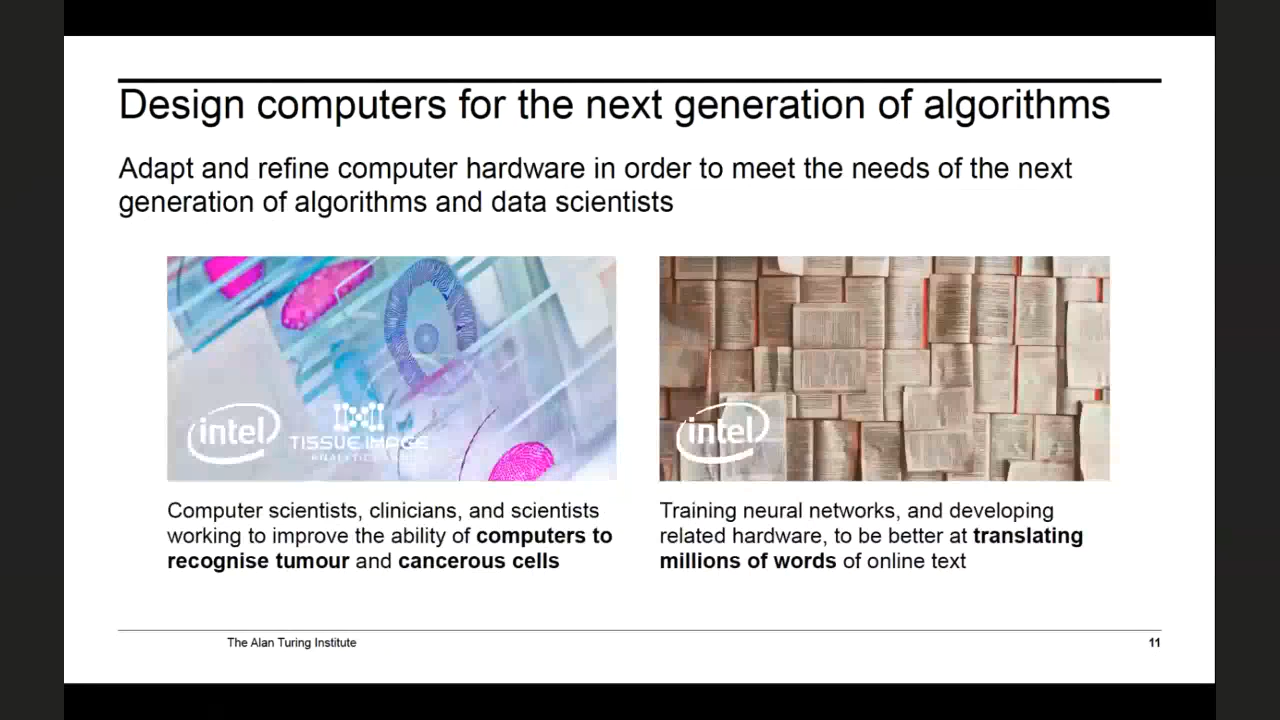 Design computers for the next generation of algorithms
Adapt and refine computer hardware in order to meet the needs of the next
generation of algorithms and data scientists
intel
TISSUE IMAGE
ANALYTICS
intel
Computer scientists, clinicians, and scientists
working to improve the ability of computers to
recognise tumour and cancerous cells
Training neural networks, and developing
related hardware, to be better at translating
millions of words of online text
The Alan Turing Institute
11